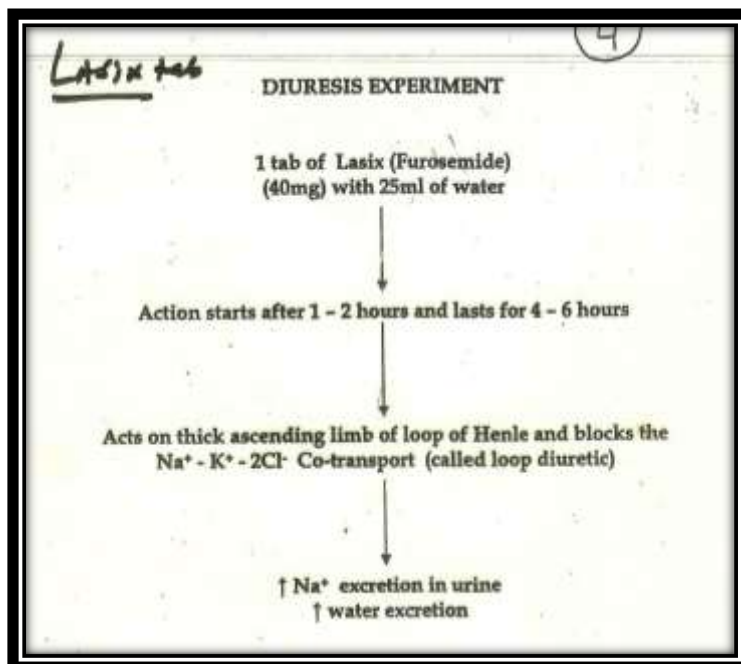 4
Lasix tab
DIURESIS EXPERIMENT
1 tab of Lasix (Furosemide)
(40mg) with 25ml of water
Action starts after 1 – 2 hours and lasts for 4 – 6 hours
Acts on thick ascending limb of loop of Henle and blocks the
Na⁺ - K⁺ - 2Cl⁻ Co-transport (called loop diuretic)
↑ Na⁺ excretion in urine
↑ water excretion